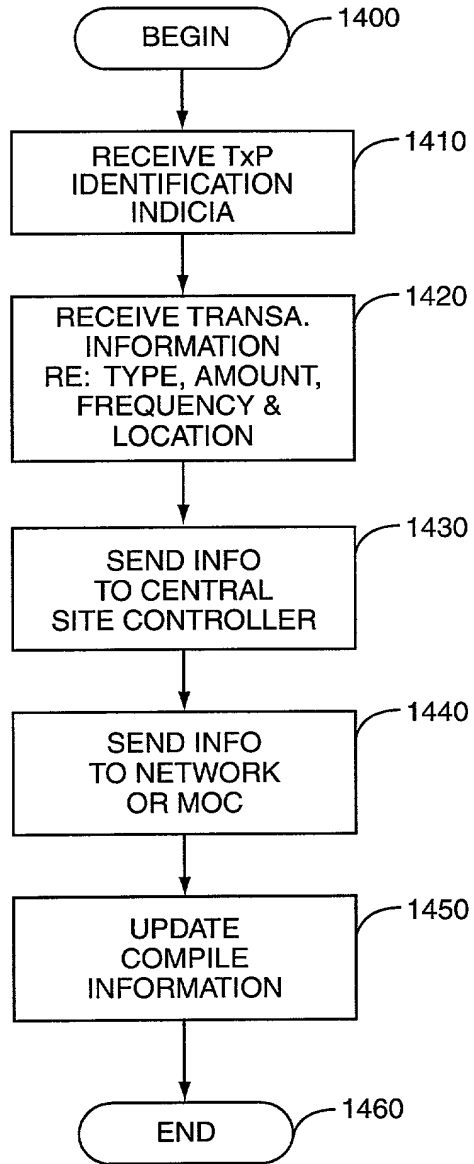 BEGIN
1400
RECEIVE TxP
IDENTIFICATION
INDICIA
1410
RECEIVE TRANSA.
INFORMATION
RE: TYPE, AMOUNT,
FREQUENCY &
LOCATION
1420
SEND INFO
TO CENTRAL
SITE CONTROLLER
1430
SEND INFO
TO NETWORK
OR MOC
1440
UPDATE
COMPILE
INFORMATION
1450
END
1460